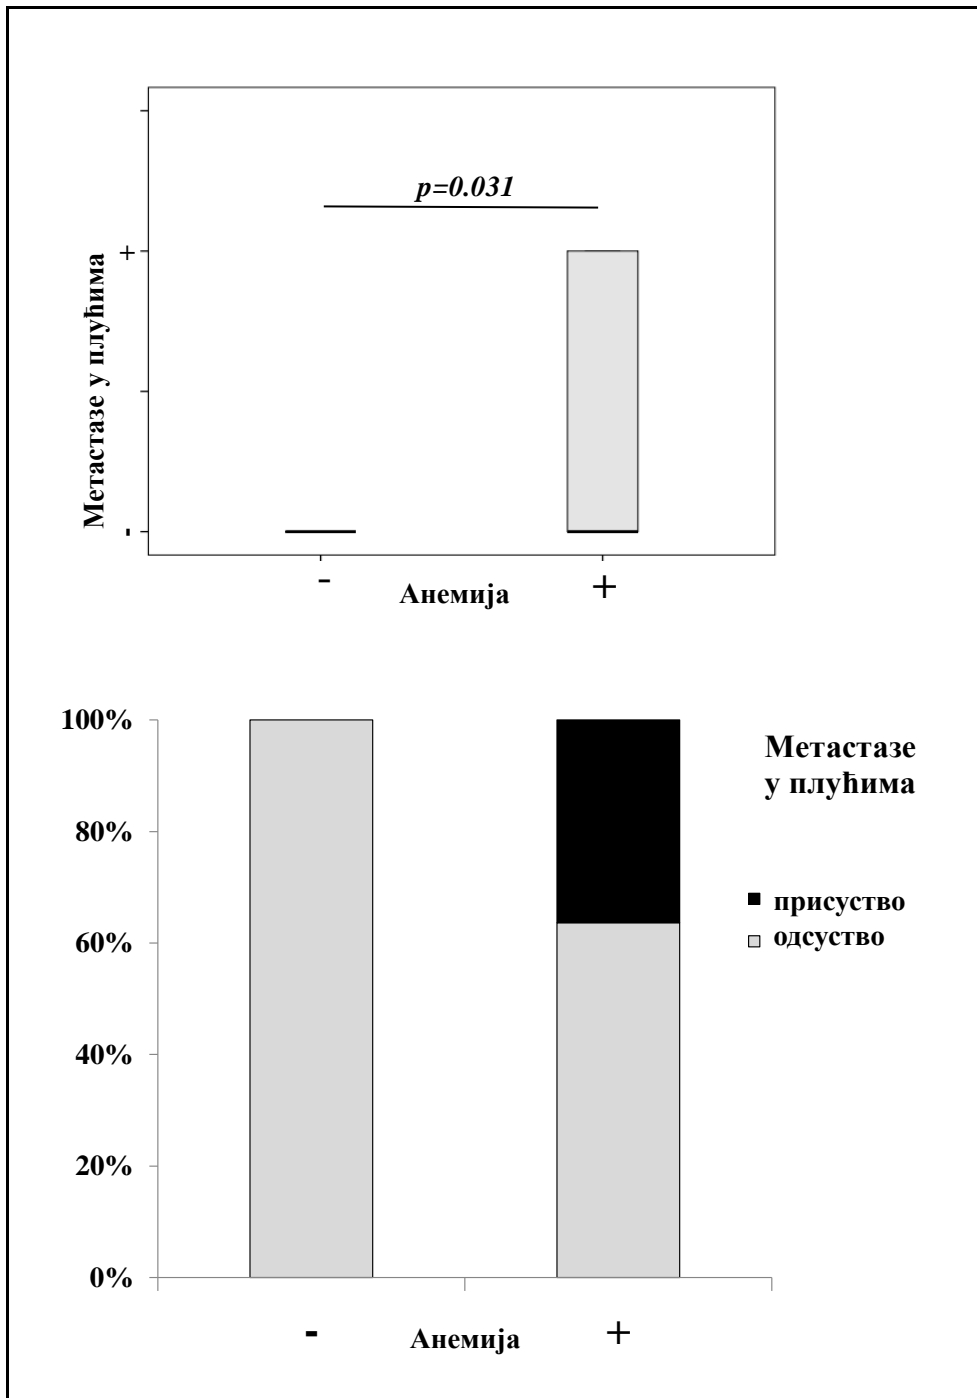 p=0.031
Метастазе у плућима
+
-
-
Анемија
+
100%
80%
60%
40%
20%
0%
Метастазе
у плућима
присуство
одсуство
-
Анемија
+